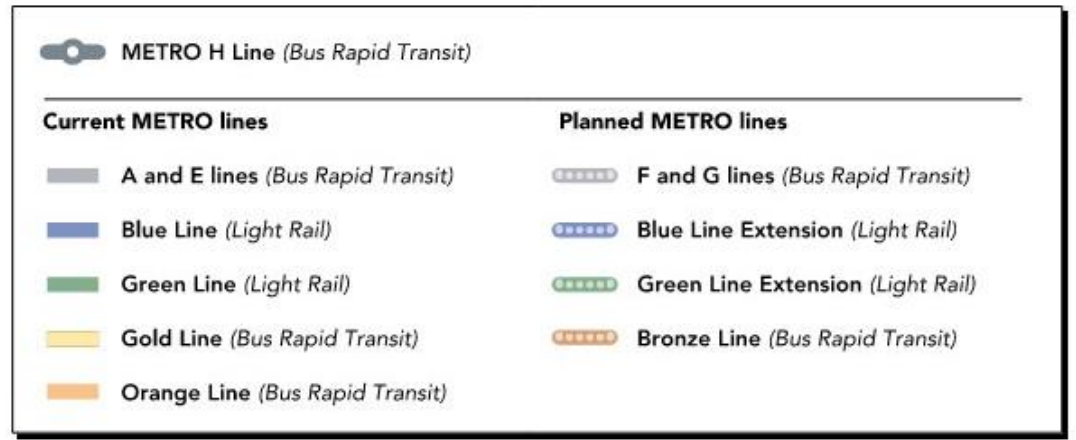 METRO H Line (Bus Rapid Transit)
Current METRO lines
A and E lines (Bus Rapid Transit)
Blue Line (Light Rail)
Green Line (Light Rail)
Gold Line (Bus Rapid Transit)
Orange Line (Bus Rapid Transit)
Planned METRO lines
F and G lines (Bus Rapid Transit)
Blue Line Extension (Light Rail)
Green Line Extension (Light Rail)
Bronze Line (Bus Rapid Transit)